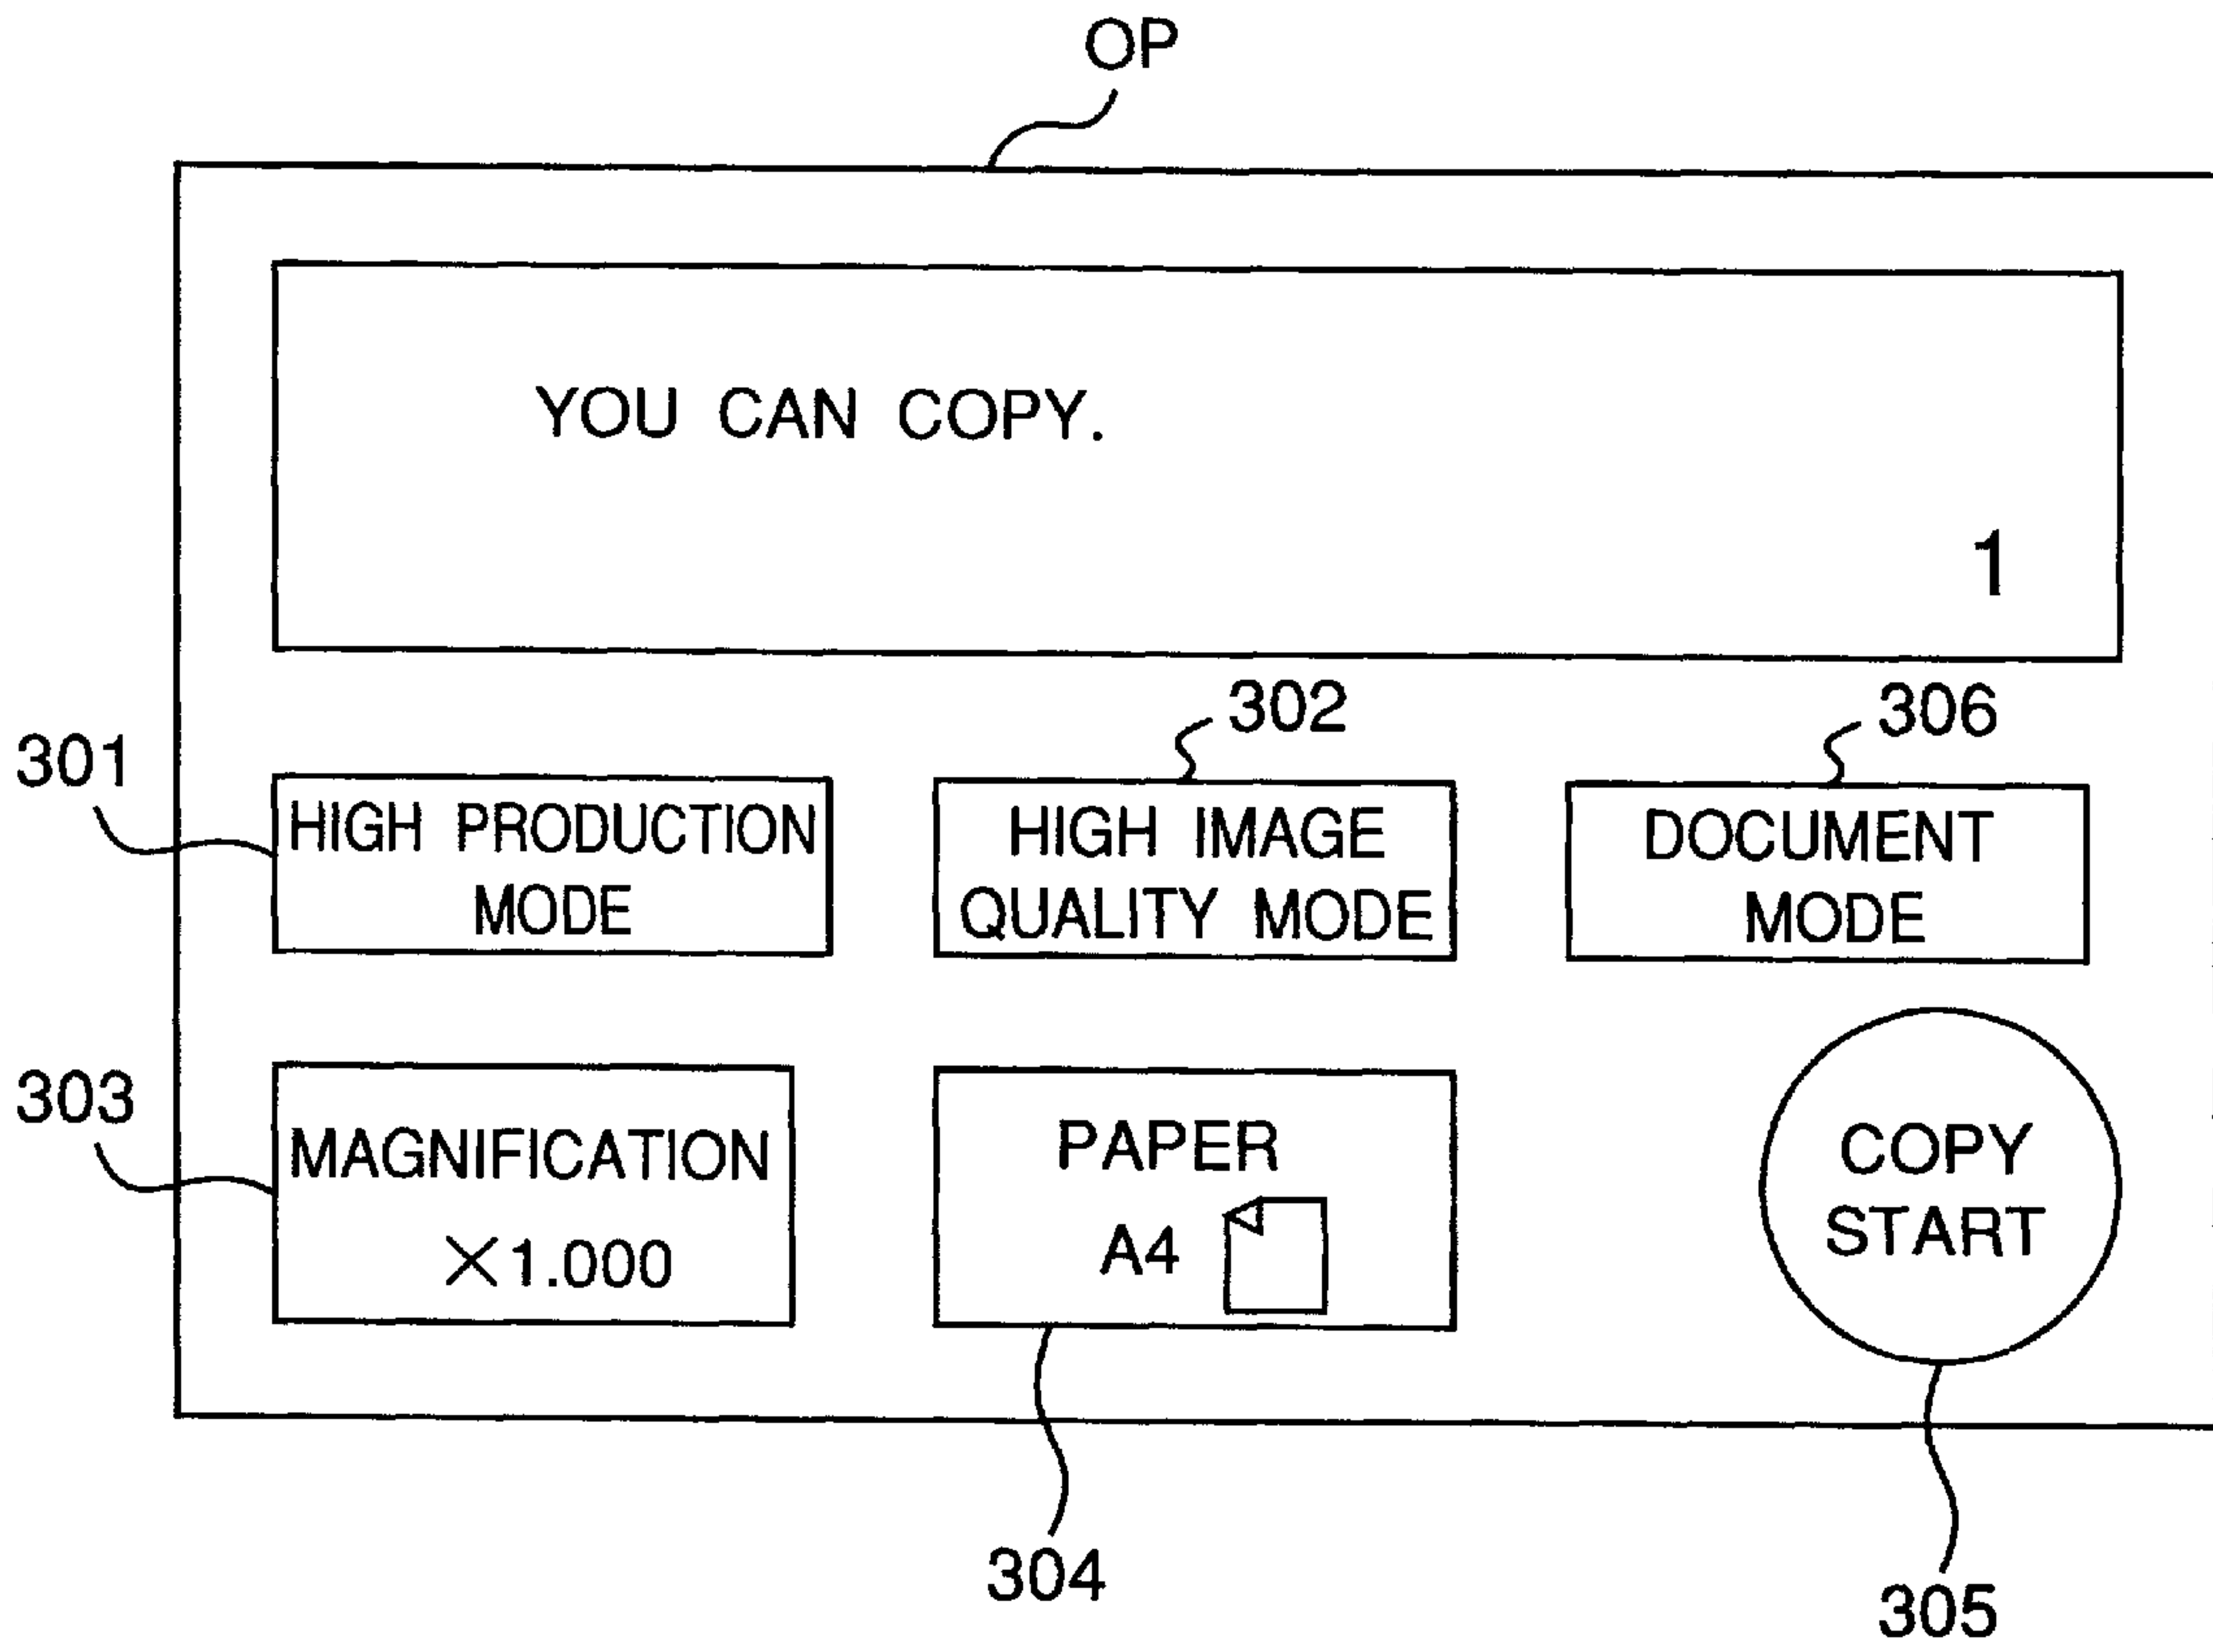 OP
YOU CAN COPY.
1
302
306
301
HIGH PRODUCTION
MODE
HIGH IMAGE
QUALITY MODE
DOCUMENT
MODE
303
MAGNIFICATION
×1.000
PAPER
A4
COPY
START
304
305